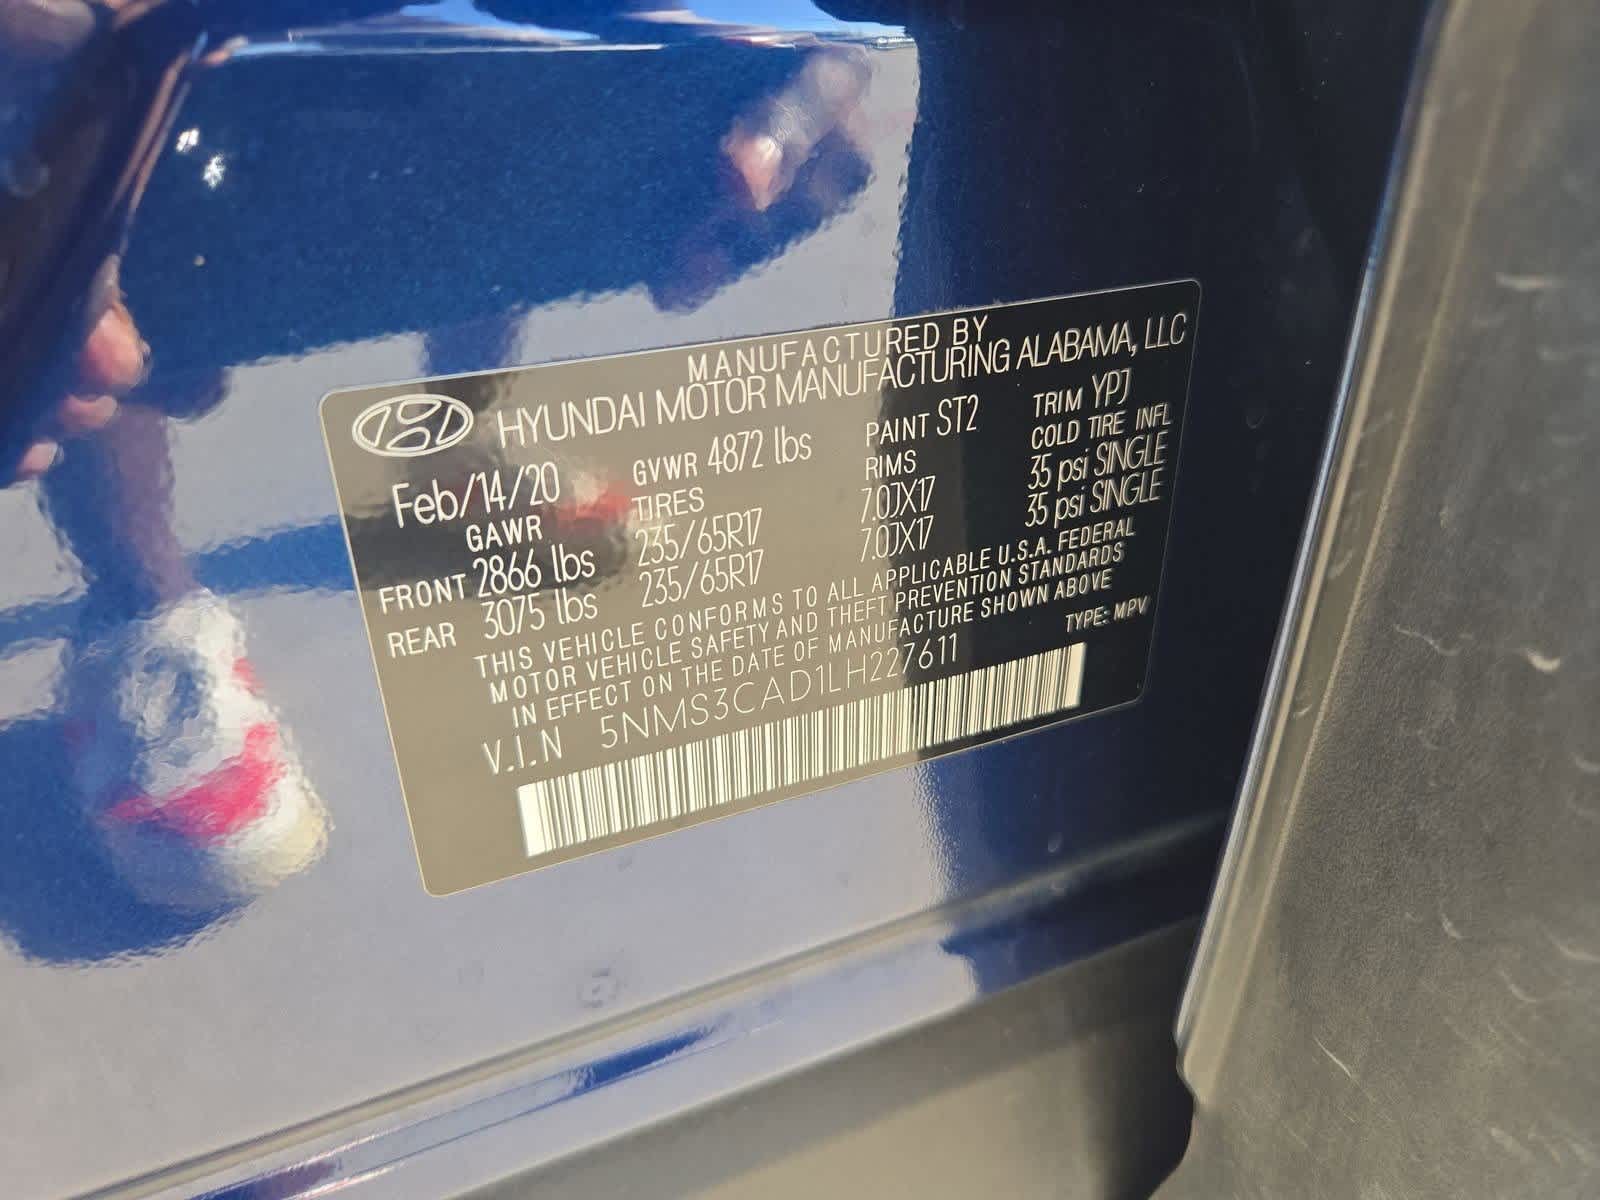 MANUFACTURED BY
HYUNDAI MOTOR MANUFACTURING ALABAMA, LLC
Feb/14/20 GVWR 4872 lbs PAINT ST2 TRIM YPJ
GAWR TIRES RIMS COLD TIRE INFL
FRONT 2866 lbs 235/65R17 7.0JX17 35 psi SINGLE
REAR 3075 lbs 235/65R17 7.0JX17 35 psi SINGLE
THIS VEHICLE CONFORMS TO ALL APPLICABLE U.S.A. FEDERAL
MOTOR VEHICLE SAFETY AND THEFT PREVENTION STANDARDS
IN EFFECT ON THE DATE OF MANUFACTURE SHOWN ABOVE
V.I.N 5NMS3CAD1LH227611 TYPE: MPV